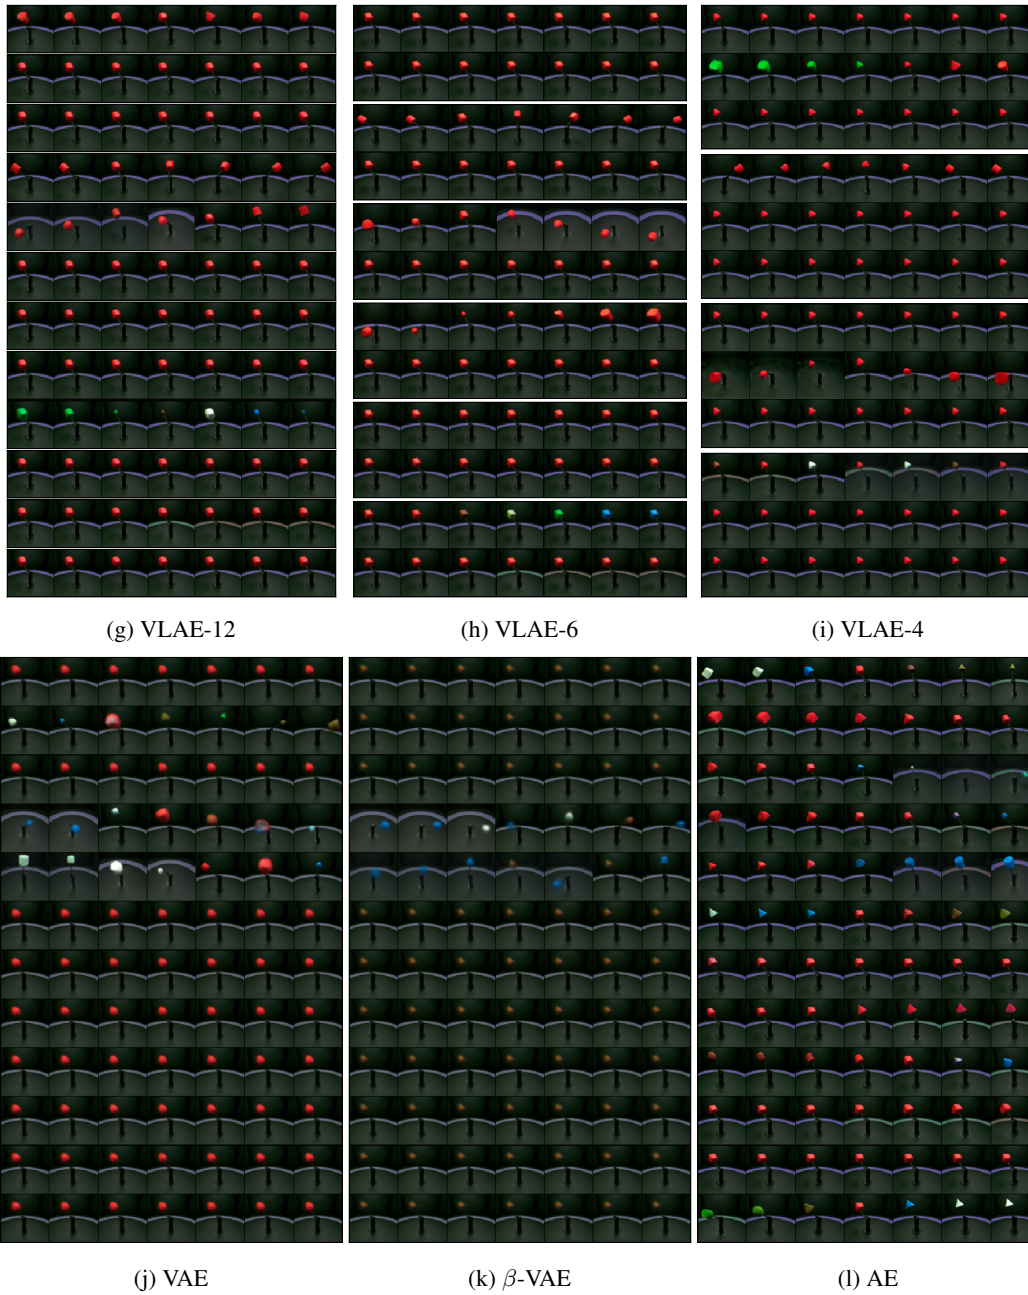 (g) VLAE-12
(h) VLAE-6
(i) VLAE-4
(j) VAE
(k) β-VAE
(l) AE